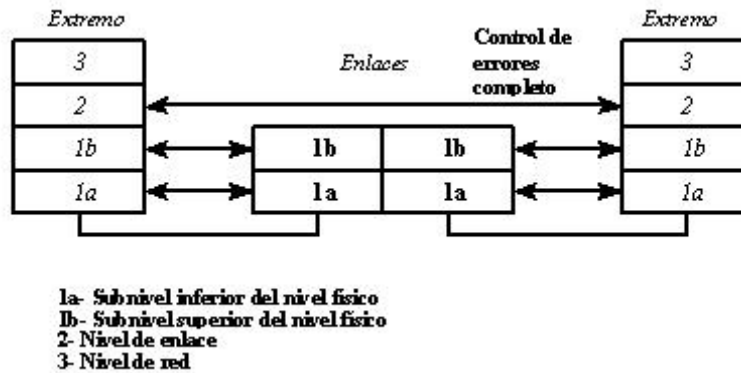 Extremo
Extremo
3
Enlaces
Control de
errores
completo
3
2
2
1b
1b
1b
1b
1a
1a
1a
1a
1a- Subnivel inferior del nivel físico
1b- Subnivel superior del nivel físico
2- Nivel de enlace
3- Nivel de red